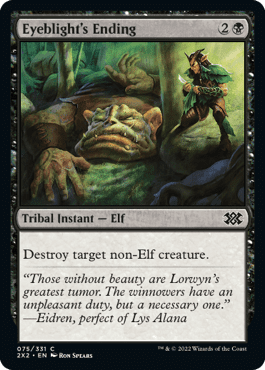 Eyeblight's Ending 2
Tribal Instant — Elf
Destroy target non-Elf creature.
"Those without beauty are Lorwyn's
greatest tumor. The winnowers have an
unpleasant duty, but a necessary one."
—Eidren, perfect of Lys Alana
075/331 C
2X2 • EN RON SPEARS
™ & © 2022 Wizards of the Coast